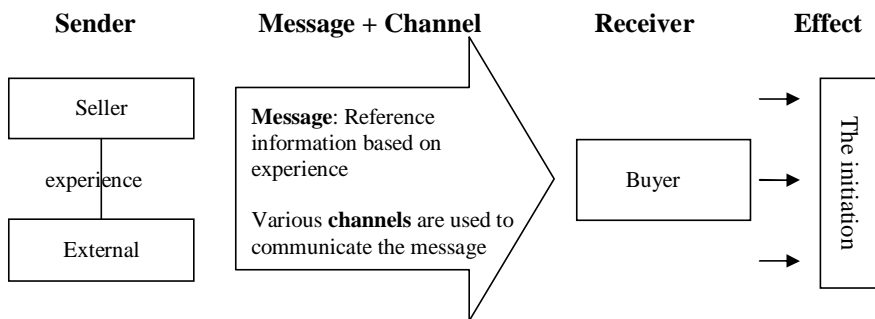 Sender Message + Channel Receiver Effect
Seller
experience
External
Message: Reference
information based on
experience
Various channels are used to
communicate the message
Buyer
The initiation